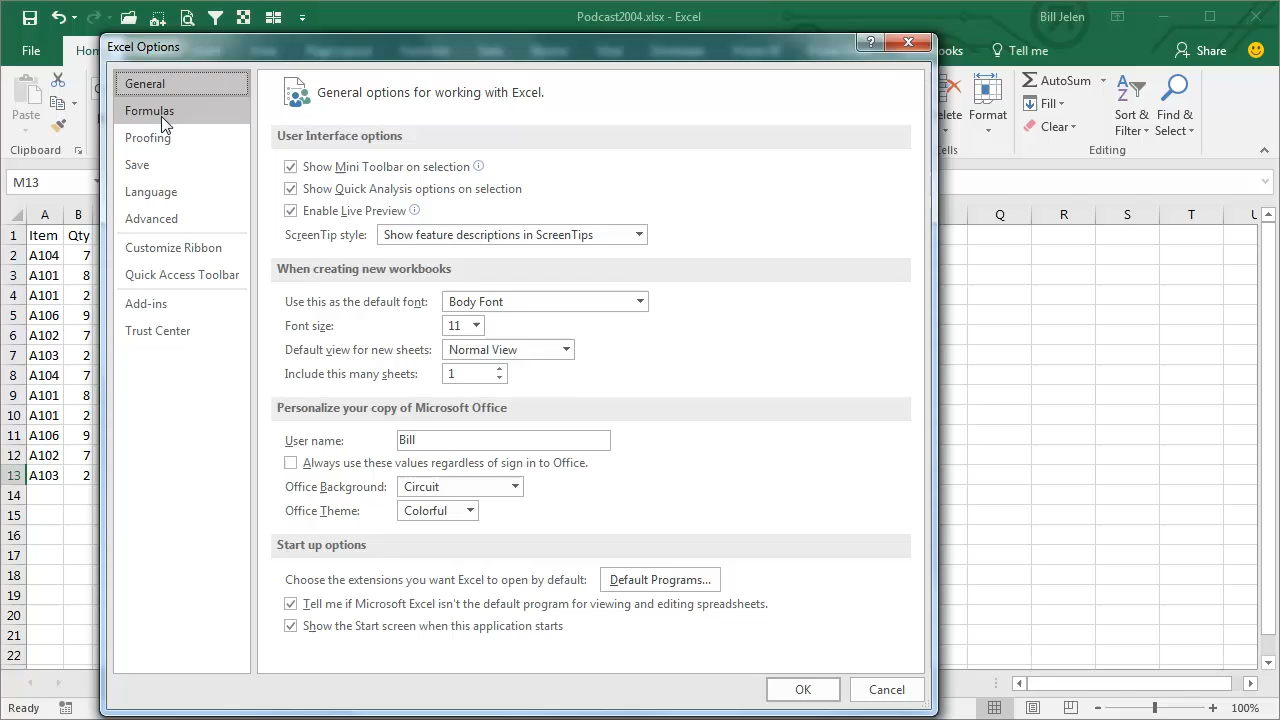 Podcast2004.xlsx - Excel
Bill Jelen
File
Hom
oks
Tell me
Share
Excel Options
?
General
Formulas
Proofing
Save
Language
Advanced
Customize Ribbon
Quick Access Toolbar
Add-ins
Trust Center
General options for working with Excel.
User Interface options
Show Mini Toolbar on selection
Show Quick Analysis options on selection
Enable Live Preview
ScreenTip style: Show feature descriptions in ScreenTips
When creating new workbooks
Use this as the default font: Body Font
Font size: 11
Default view for new sheets: Normal View
Include this many sheets: 1
Personalize your copy of Microsoft Office
User name: Bill
Always use these values regardless of sign in to Office.
Office Background: Circuit
Office Theme: Colorful
Start up options
Choose the extensions you want Excel to open by default: Default Programs...
Tell me if Microsoft Excel isn't the default program for viewing and editing spreadsheets.
Show the Start screen when this application starts
OK Cancel
Paste
Clipboard
elete
Format
ells
AutoSum
Fill
Clear
Sort & Filter
Find & Select
Editing
M13
A B Q R S T U
1 Item Qty
2 A104 7
3 A101 8
4 A101 2
5 A106 9
6 A102 7
7 A103 2
8 A104 7
9 A101 8
10 A101 2
11 A106 9
12 A102 7
13 A103 2
14
15
16
17
18
19
20
21
22
Ready
100%